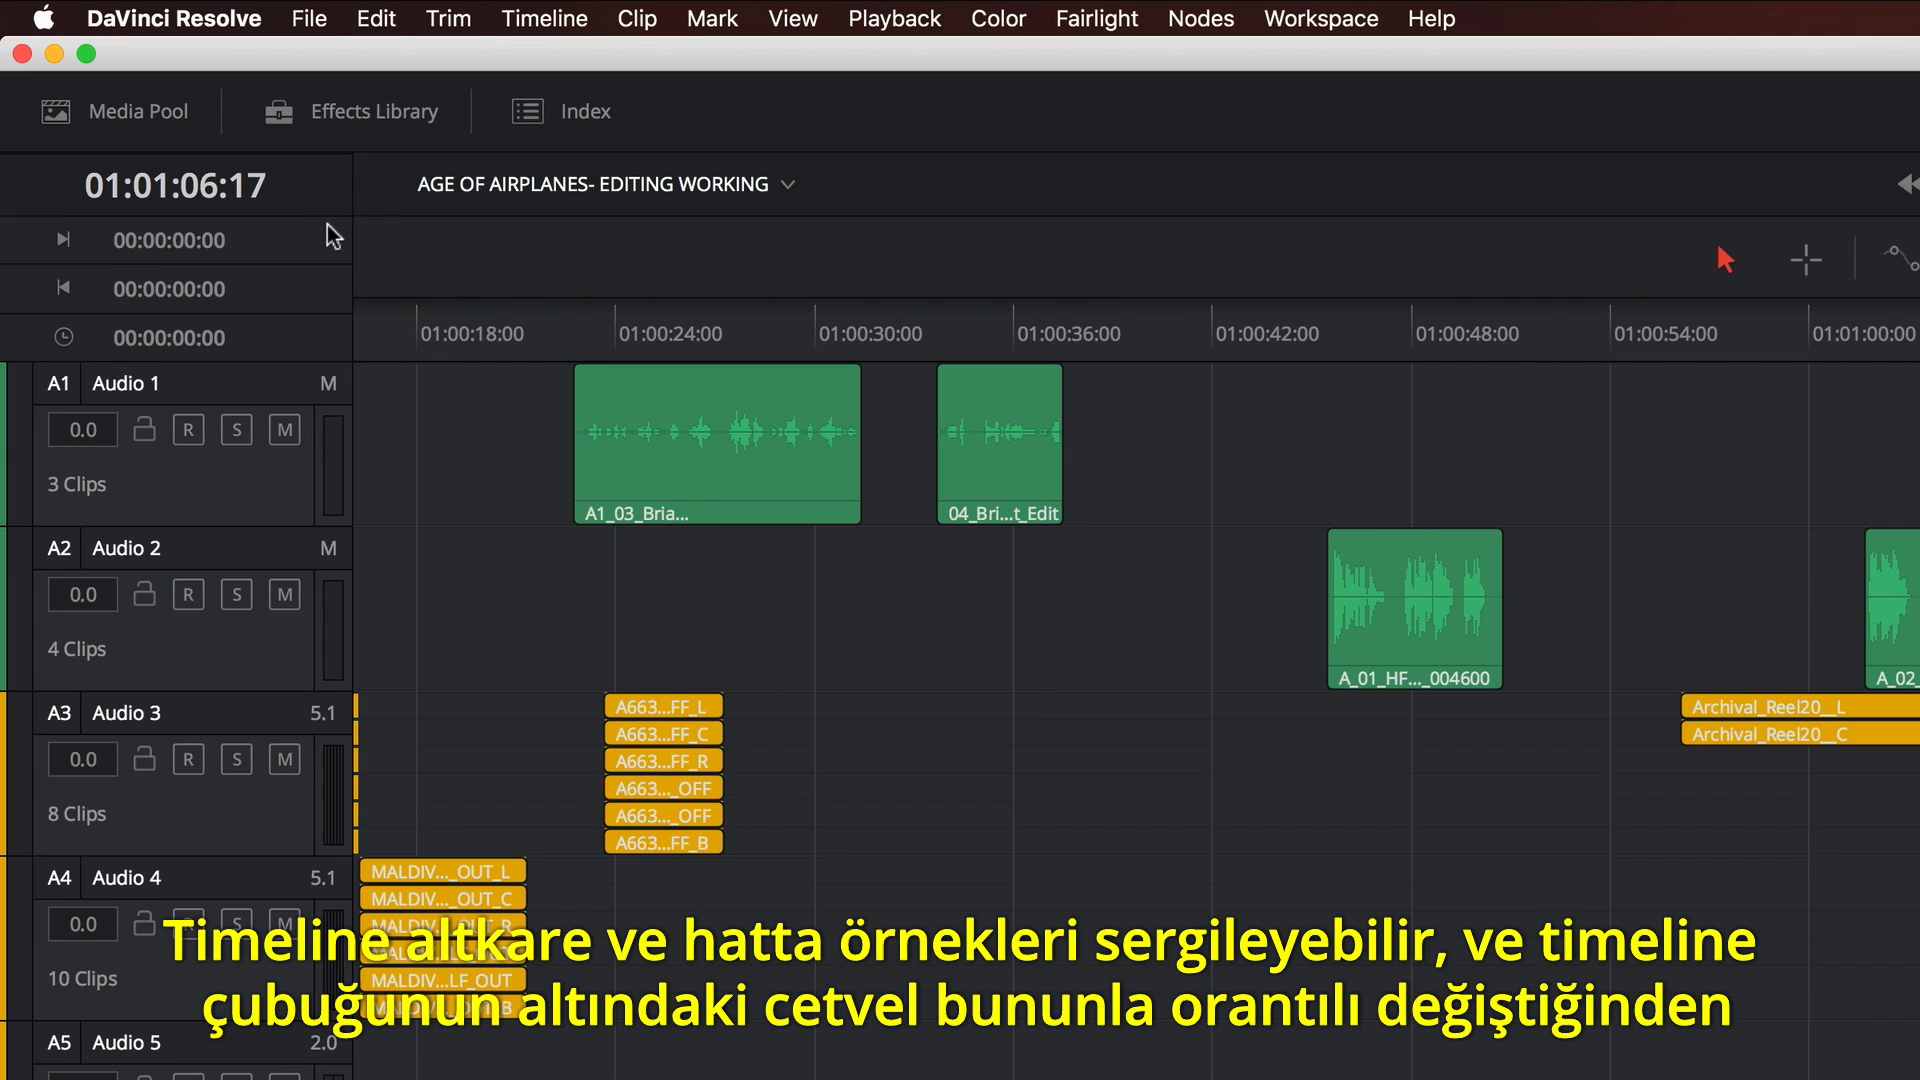 DaVinci Resolve File Edit Trim Timeline Clip Mark View Playback Color Fairlight Nodes Workspace Help
Media Pool Effects Library Index
01:01:06:17
AGE OF AIRPLANES- EDITING WORKING
00:00:00:00
00:00:00:00
00:00:00:00
01:00:18:00 01:00:24:00 01:00:30:00 01:00:36:00 01:00:42:00 01:00:48:00 01:00:54:00 01:01:00:00
A1 Audio 1 M
0.0 R S M
3 Clips
A1_03_Bria...
04_Bri...t_Edit
A2 Audio 2 M
0.0 R S M
4 Clips
A_01_HF..._004600
A_02_
A3 Audio 3 5.1
0.0 R S M
8 Clips
A663...FF_L
A663...FF_C
A663...FF_R
A663..._OFF
A663..._OFF
A663...FF_B
Archival_Reel20__L
Archival_Reel20__C
A4 Audio 4 5.1
0.0 R S M
10 Clips
MALDIV..._OUT_L
MALDIV..._OUT_C
MALDIV..._OUT_R
MALDIV...LF_OUT
Timeline altkare ve hatta örnekleri sergileyebilir, ve timeline
çubuğunun altındaki cetvel bununla orantılı değiştiğinden
A5 Audio 5 2.0